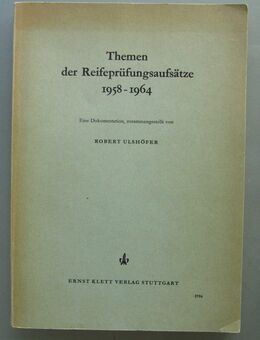 Themen
der Reifeprüfungsaufsätze
1958-1964
Eine Dokumentation, zusammengestellt von
ROBERT ULSHÖFER
ERNST KLETT VERLAG STUTTGART